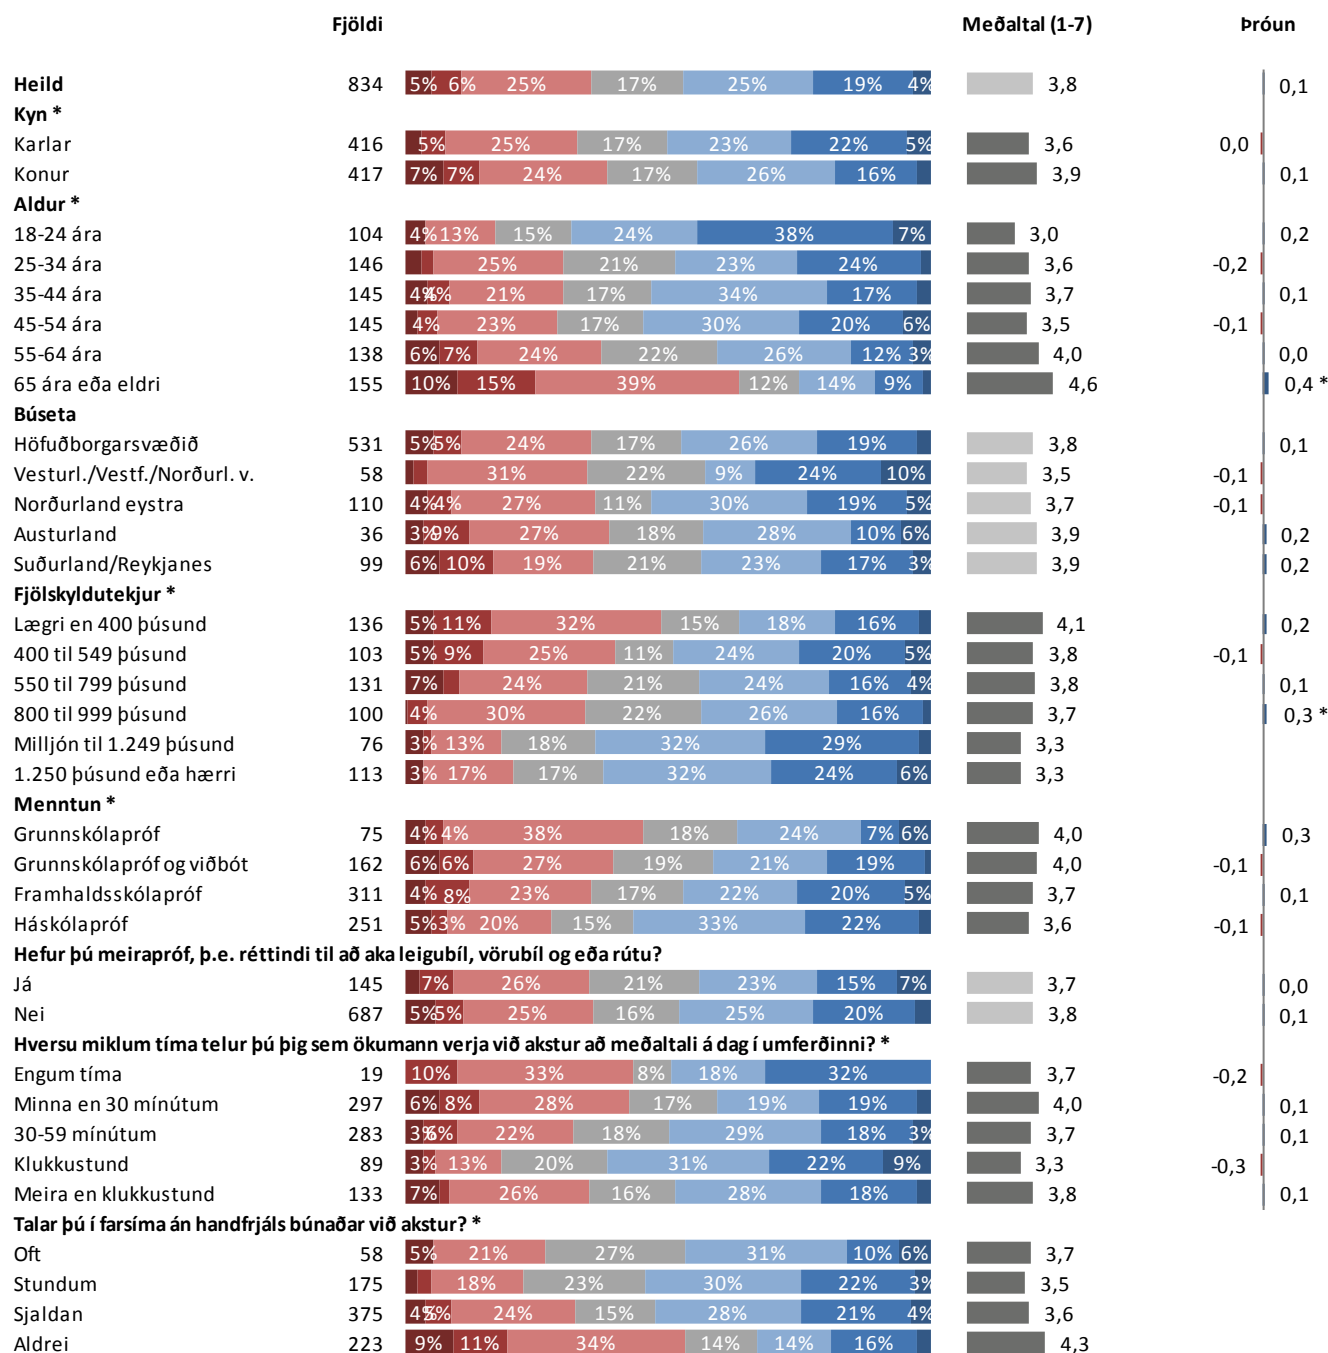 Fjöldi Meðaltal (1-7) Þróun
Heild 834 5% 6% 25% 17% 25% 19% 4% 3,8 0,1
Kyn *
Karlar 416 5% 25% 17% 23% 22% 5% 3,6 0,0
Konur 417 7% 7% 24% 17% 26% 16% 3,9 0,1
Aldur *
18-24 ára 104 4% 13% 15% 24% 38% 7% 3,0 0,2
25-34 ára 146 25% 21% 23% 24% 3,6 -0,2
35-44 ára 145 4% 4% 21% 17% 34% 17% 3,7 0,1
45-54 ára 145 4% 23% 17% 30% 20% 6% 3,5 -0,1
55-64 ára 138 6% 7% 24% 22% 26% 12% 3% 4,0 0,0
65 ára eða eldri 155 10% 15% 39% 12% 14% 9% 4,6 0,4 *
Búseta
Höfuðborgarsvæðið 531 5% 5% 24% 17% 26% 19% 3,8 0,1
Vesturl./Vestf./Norðurl. v. 58 31% 22% 9% 24% 10% 3,5 -0,1
Norðurland eystra 110 4% 4% 27% 11% 30% 19% 5% 3,7 -0,1
Austurland 36 3% 9% 27% 18% 28% 10% 6% 3,9 0,2
Suðurland/Reykjanes 99 6% 10% 19% 21% 23% 17% 3% 3,9 0,2
Fjölskyldutekjur *
Lægri en 400 þúsund 136 5% 11% 32% 15% 18% 16% 4,1 0,2
400 til 549 þúsund 103 5% 9% 25% 11% 24% 20% 5% 3,8 -0,1
550 til 799 þúsund 131 7% 24% 21% 24% 16% 4% 3,8 0,1
800 til 999 þúsund 100 4% 30% 22% 26% 16% 3,7 0,3 *
Milljón til 1.249 þúsund 76 3% 13% 18% 32% 29% 3,3
1.250 þúsund eða hærri 113 3% 17% 17% 32% 24% 6% 3,3
Menntun *
Grunnskólapróf 75 4% 4% 38% 18% 24% 7% 6% 4,0 0,3
Grunnskólapróf og viðbót 162 6% 6% 27% 19% 21% 19% 4,0 -0,1
Framhaldsskólapróf 311 4% 8% 23% 17% 22% 20% 5% 3,7 0,1
Háskólapróf 251 5% 3% 20% 15% 33% 22% 3,6 -0,1
Hefur þú meirapróf, þ.e. réttindi til að aka leigubíl, vörubíl og eða rútu?
Já 145 7% 26% 21% 23% 15% 7% 3,7 0,0
Nei 687 5% 5% 25% 16% 25% 20% 3,8 0,1
Hversu miklum tíma telur þú þig sem ökumann verja við akstur að meðaltali á dag í umferðinni? *
Engum tíma 19 10% 33% 8% 18% 32% 3,7 -0,2
Minna en 30 mínútum 297 6% 8% 28% 17% 19% 19% 4,0 0,1
30-59 mínútum 283 3% 6% 22% 18% 29% 18% 3% 3,7 0,1
Klukkustund 89 3% 13% 20% 31% 22% 9% 3,3 -0,3
Meira en klukkustund 133 7% 26% 16% 28% 18% 3,8 0,1
Talar þú í farsíma án handfrjáls búnaðar við akstur? *
Oft 58 5% 21% 27% 31% 10% 6% 3,7
Stundum 175 18% 23% 30% 22% 3% 3,5
Sjaldan 375 4% 5% 24% 15% 28% 21% 4% 3,6
Aldrei 223 9% 11% 34% 14% 14% 16% 4,3